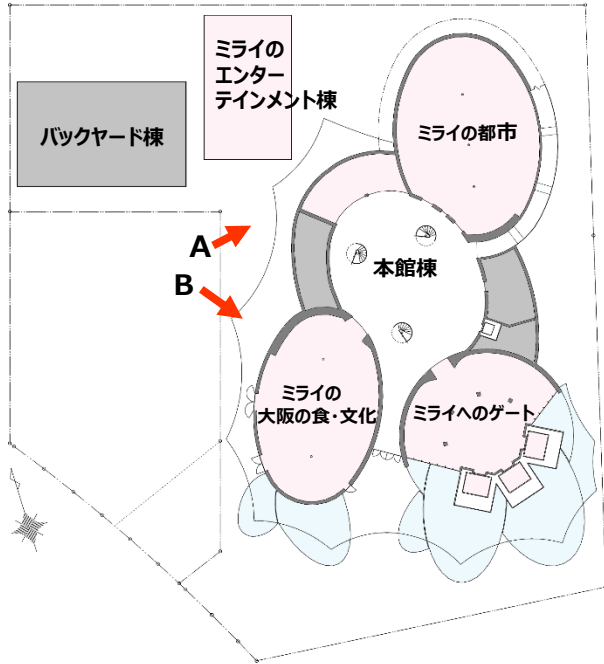 ミライの
エンター
テインメント棟
バックヤード棟
ミライの都市
A
本館棟
B
ミライの
大阪の食・文化
ミライへのゲート